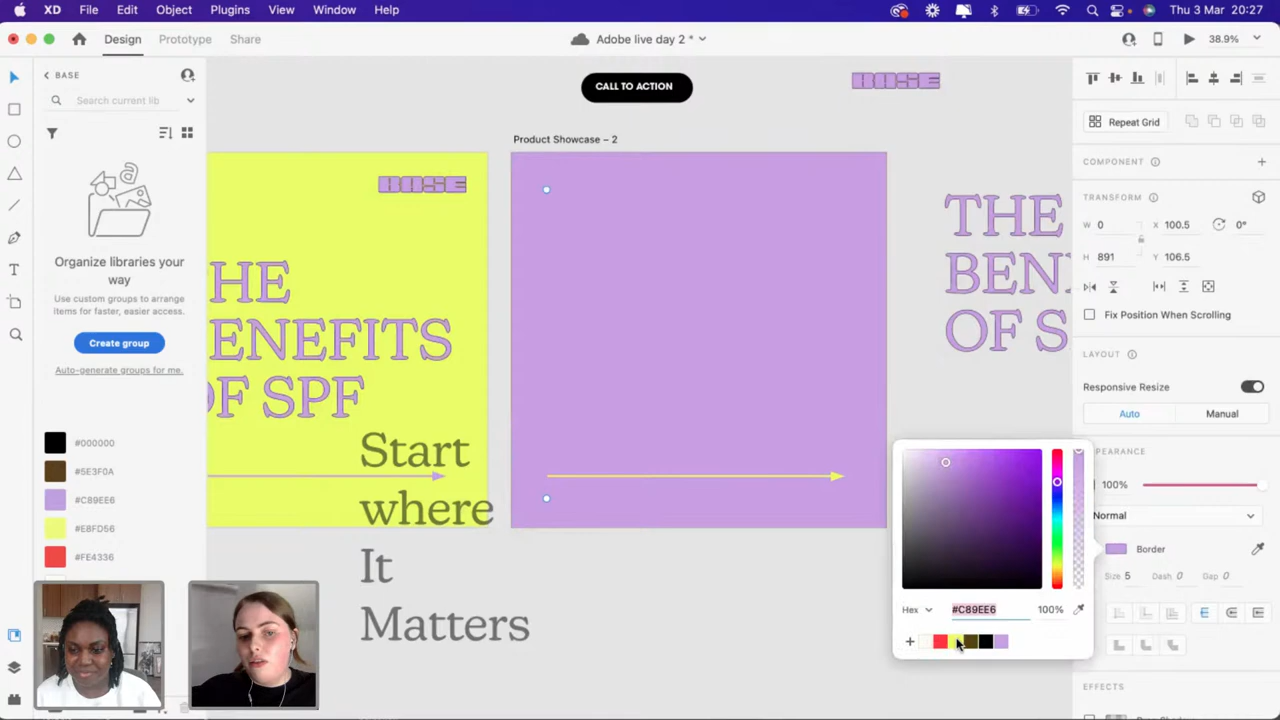 XD File Edit Object Plugins View Window Help
Thu 3 Mar 20:27
Design Prototype Share
Adobe live day 2 *
38.9%
BASE
Search current lib
Organize libraries your
way
Use custom groups to arrange
items for faster, easier access.
Create group
Auto-generate groups for me.
#000000
#5E3F0A
#C89EE6
#E8FD56
#FE4336
CALL TO ACTION
BASE
Product Showcase – 2
BASE
HE
ENEFITS
OF SPF
Start
where
It
Matters
THE
BEN
OF S
Repeat Grid
COMPONENT
TRANSFORM
W 0 X 100.5 0°
H 891 Y 106.5
Fix Position When Scrolling
LAYOUT
Responsive Resize
Auto Manual
PEARANCE
100%
Normal
Border
Size 5 Dash 0 Gap 0
Hex #C89EE6 100%
EFFECTS